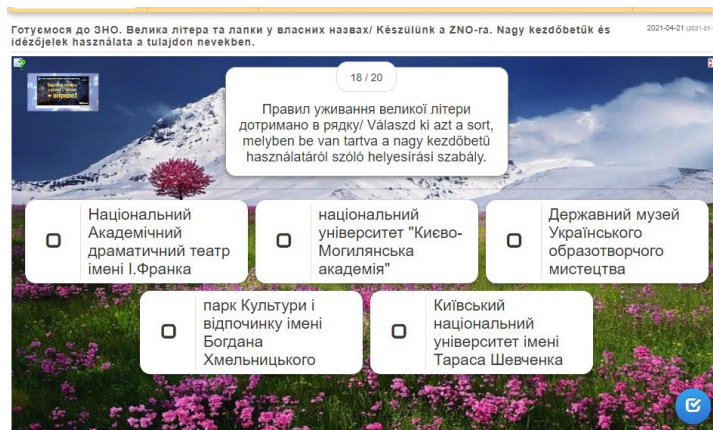 Готуємося до ЗНО. Велика літера та лапки у власних назвах/ Készülünk a ZNO-ra. Nagy kezdőbetűk és
idézőjelek használata a tulajdon nevekben.
2021-04-21
18 / 20
Правил уживання великої літери
дотримано в рядку/ Válaszd ki azt a sort,
melyben be van tartva a nagy kezdőbetű
használatáról szóló helyesírási szabály.
Національний
Академічний
драматичний театр
імені І.Франка
національний
університет "Києво-
Могилянська
академія"
Державний музей
Українського
образотворчого
мистецтва
парк Культури і
відпочинку імені
Богдана
Хмельницького
Київський
національний
університет імені
Тараса Шевченка